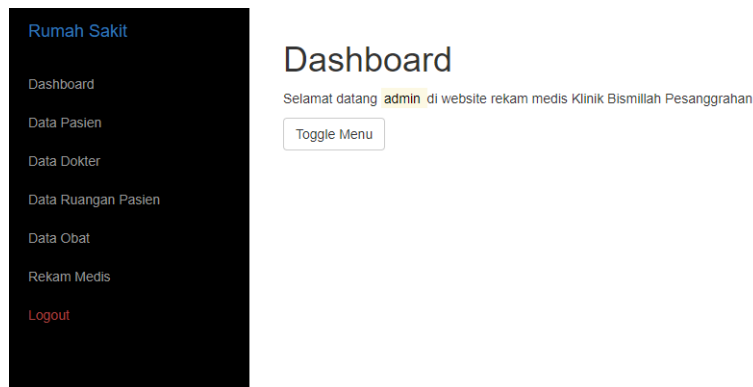 Rumah Sakit
Dashboard
Data Pasien
Data Dokter
Data Ruangan Pasien
Data Obat
Rekam Medis
Logout
Dashboard
Selamat datang admin di website rekam medis Klinik Bismillah Pesanggrahan
Toggle Menu